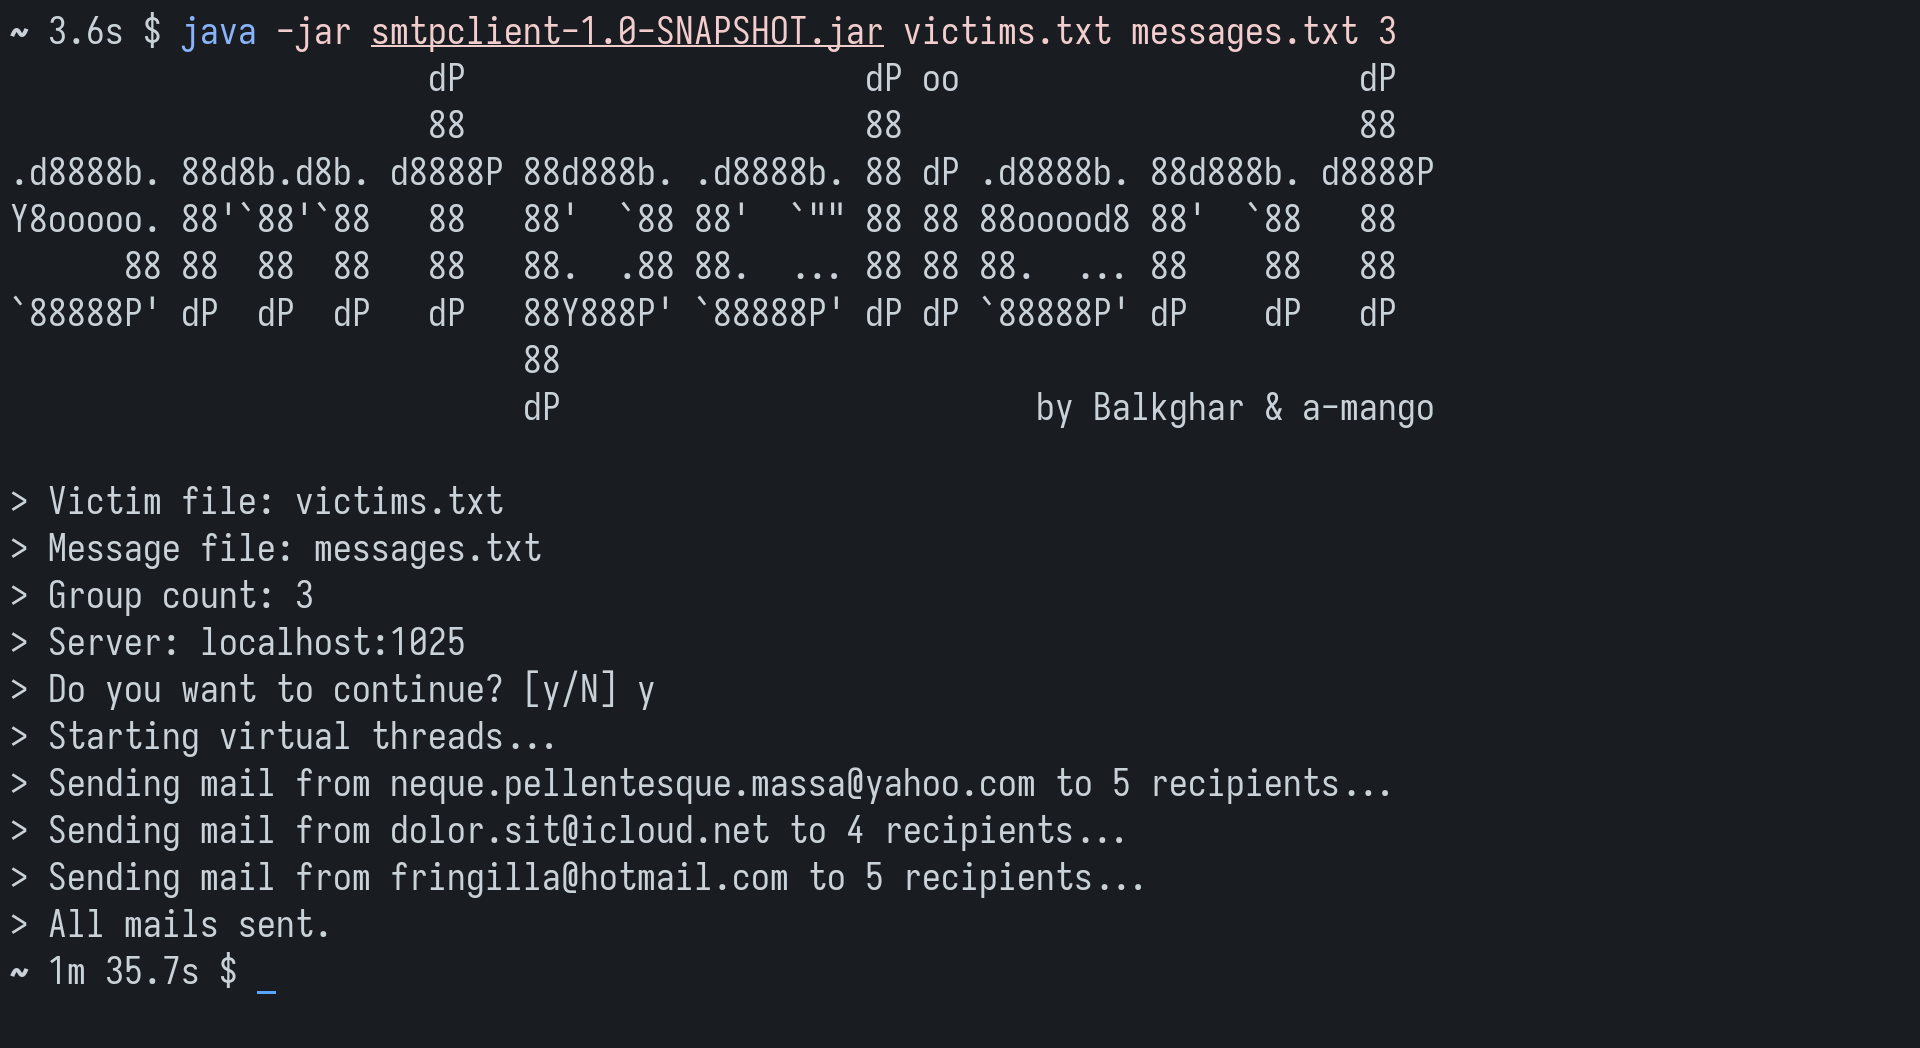 ~ 3.6s $ java -jar smtpclient-1.0-SNAPSHOT.jar victims.txt messages.txt 3
                      dP                     dP oo                     dP
                      88                     88                        88
.d8888b. 88d8b.d8b. d8888P 88d888b. .d8888b. 88 dP .d8888b. 88d888b. d8888P
Y8ooooo. 88'`88'`88   88   88'  `88 88'  `"" 88 88 88ooood8 88'  `88   88
      88 88  88  88   88   88.  .88 88.  ... 88 88 88.  ... 88    88   88
`88888P' dP  dP  dP   dP   88Y888P' `88888P' dP dP `88888P' dP    dP   dP
                           88
                           dP                         by Balkghar & a-mango
> Victim file: victims.txt
> Message file: messages.txt
> Group count: 3
> Server: localhost:1025
> Do you want to continue? [y/N] y
> Starting virtual threads...
> Sending mail from neque.pellentesque.massa@yahoo.com to 5 recipients...
> Sending mail from dolor.sit@icloud.net to 4 recipients...
> Sending mail from fringilla@hotmail.com to 5 recipients...
> All mails sent.
~ 1m 35.7s $ _